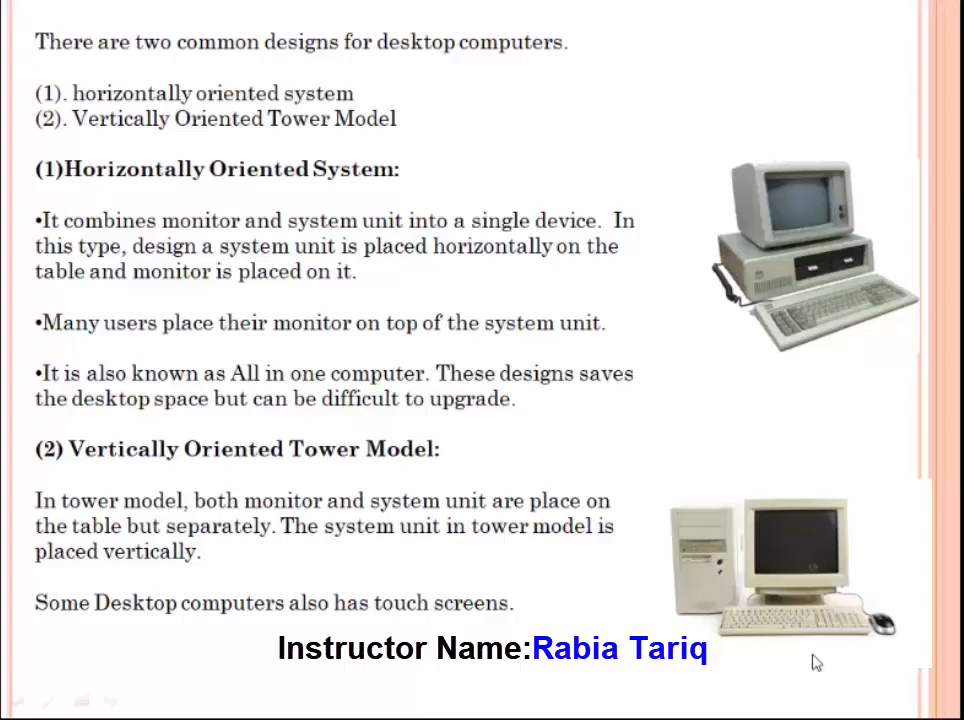 There are two common designs for desktop computers.
(1). horizontally oriented system
(2). Vertically Oriented Tower Model
(1)Horizontally Oriented System:
•It combines monitor and system unit into a single device. In
this type, design a system unit is placed horizontally on the
table and monitor is placed on it.
•Many users place their monitor on top of the system unit.
•It is also known as All in one computer. These designs saves
the desktop space but can be difficult to upgrade.
(2) Vertically Oriented Tower Model:
In tower model, both monitor and system unit are place on
the table but separately. The system unit in tower model is
placed vertically.
Some Desktop computers also has touch screens.
Instructor Name:Rabia Tariq